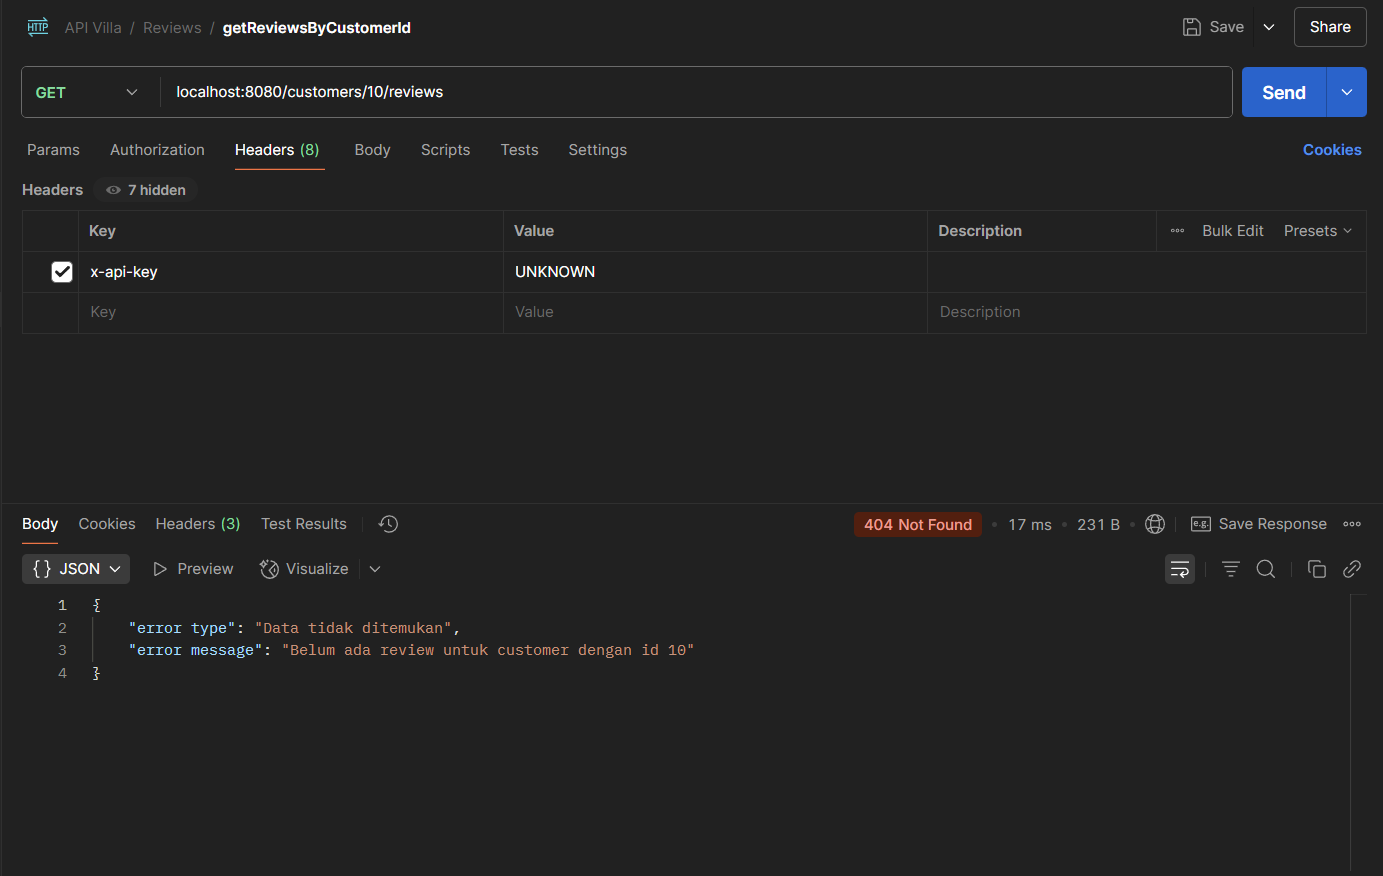 HTTP API Villa / Reviews / getReviewsByCustomerId Save Share
GET localhost:8080/customers/10/reviews Send
Params Authorization Headers (8) Body Scripts Tests Settings Cookies
Headers 7 hidden
Key Value Description Bulk Edit Presets
x-api-key UNKNOWN
Key Value Description
Body Cookies Headers (3) Test Results 404 Not Found • 17 ms • 231 B • e.g. Save Response
{} JSON Preview Visualize
1 {
2 "error type": "Data tidak ditemukan",
3 "error message": "Belum ada review untuk customer dengan id 10"
4 }